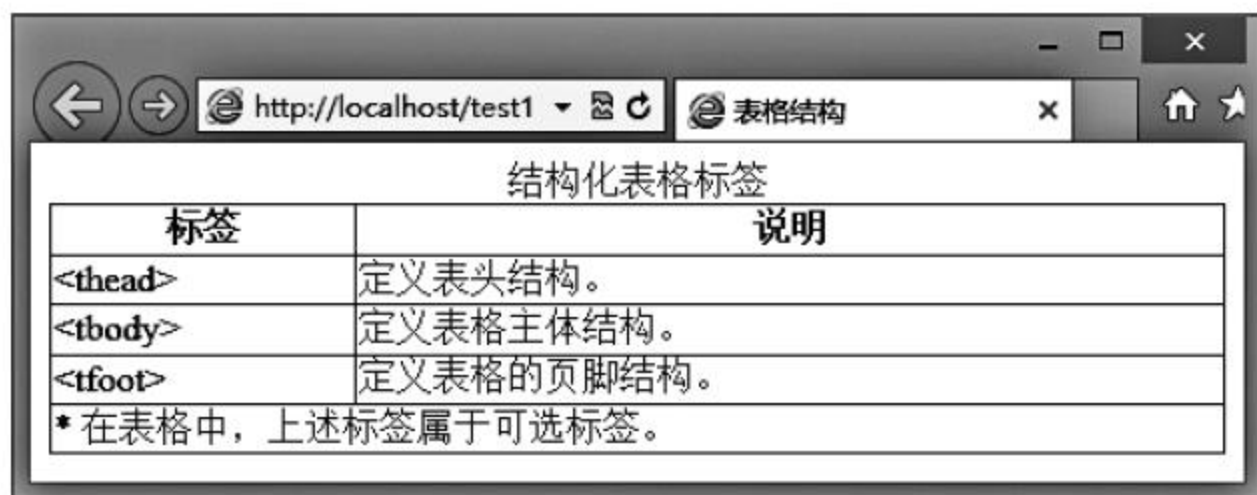 http://localhost/test1 表格结构
结构化表格标签
标签 说明
<thead> 定义表头结构。
<tbody> 定义表格主体结构。
<tfoot> 定义表格的页脚结构。
* 在表格中，上述标签属于可选标签。